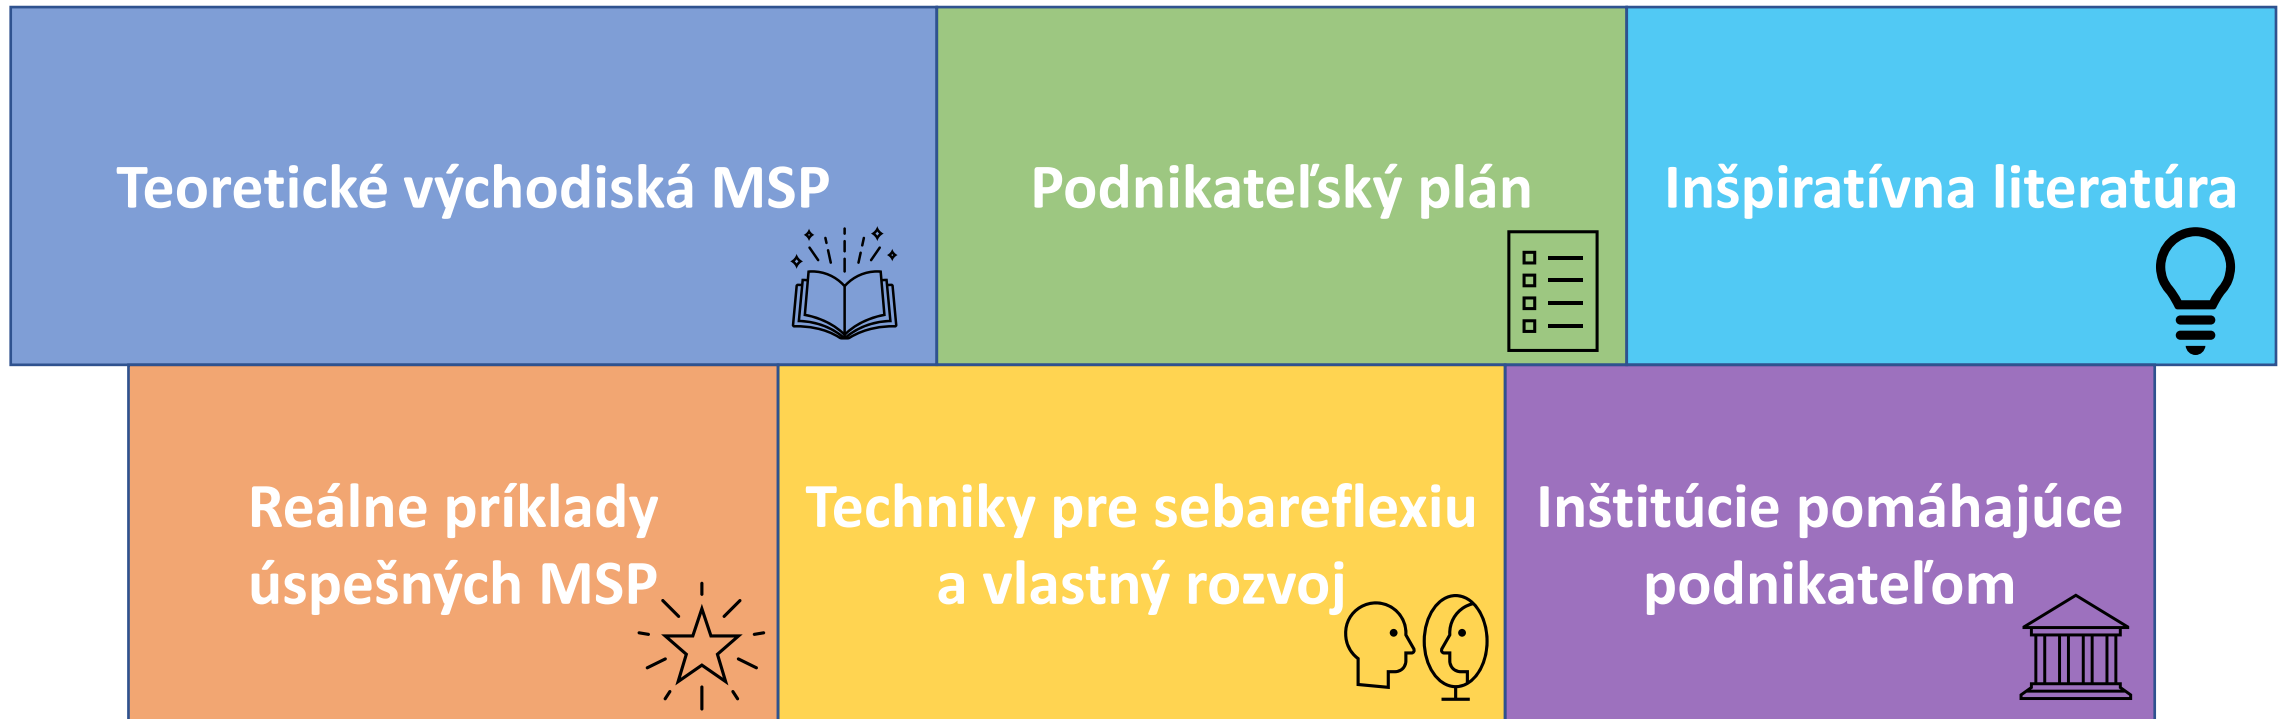 Teoretické východiská MSP
Podnikateľský plán
Inšpiratívna literatúra
Reálne príklady
úspešných MSP
Techniky pre sebareflexiu
a vlastný rozvoj
Inštitúcie pomáhajúce
podnikateľom